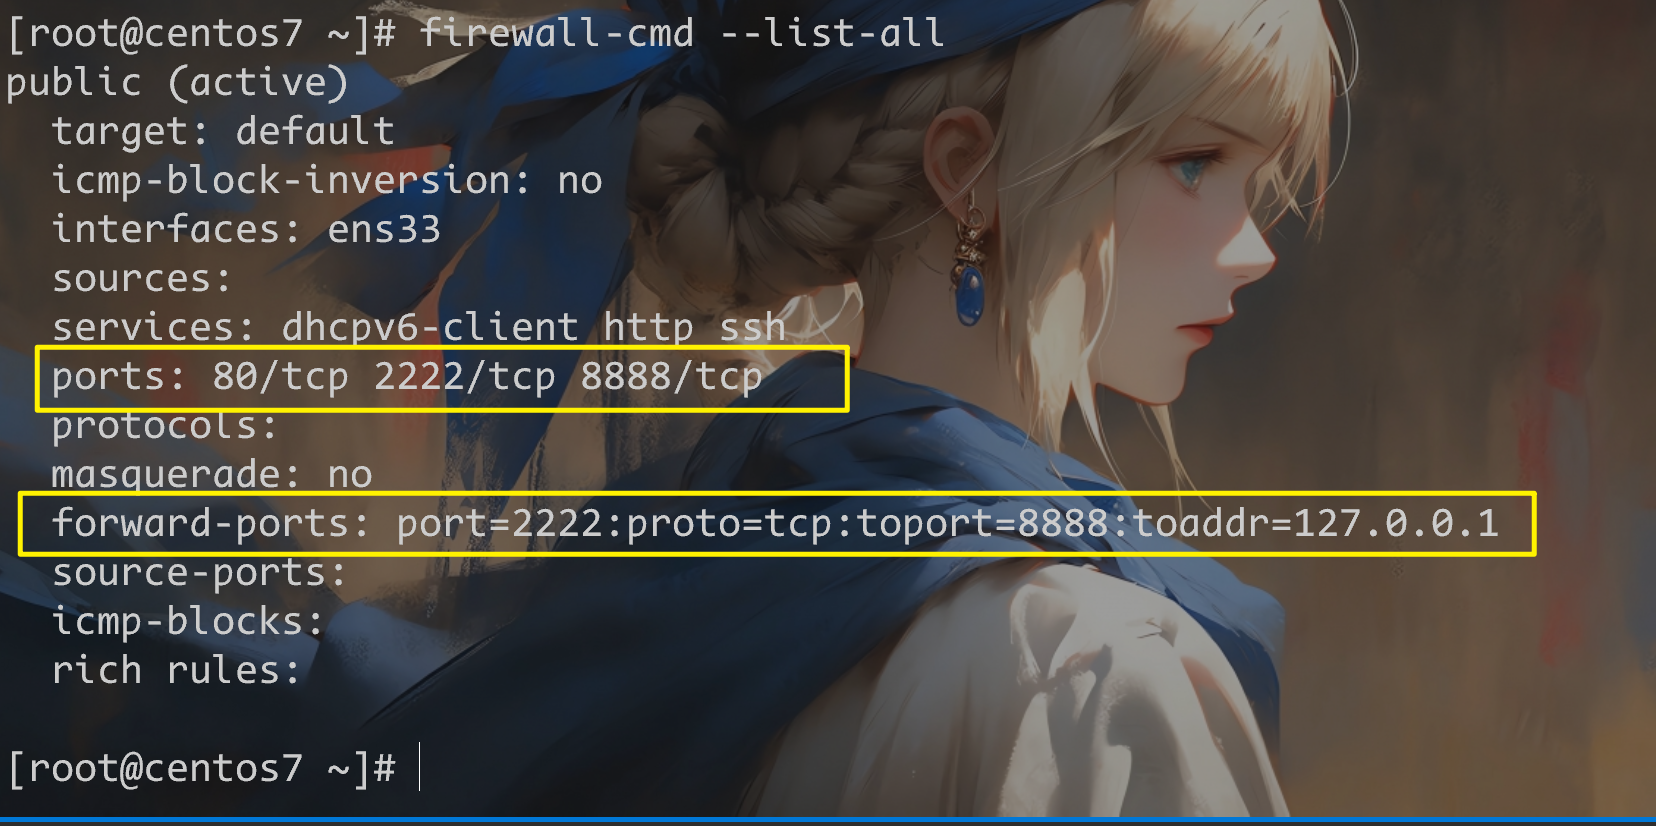 [root@centos7 ~]# firewall-cmd --list-all
public (active)
  target: default
  icmp-block-inversion: no
  interfaces: ens33
  sources:
  services: dhcpv6-client http ssh
  ports: 80/tcp 2222/tcp 8888/tcp
  protocols:
  masquerade: no
  forward-ports: port=2222:proto=tcp:toport=8888:toaddr=127.0.0.1
  source-ports:
  icmp-blocks:
  rich rules:
[root@centos7 ~]#